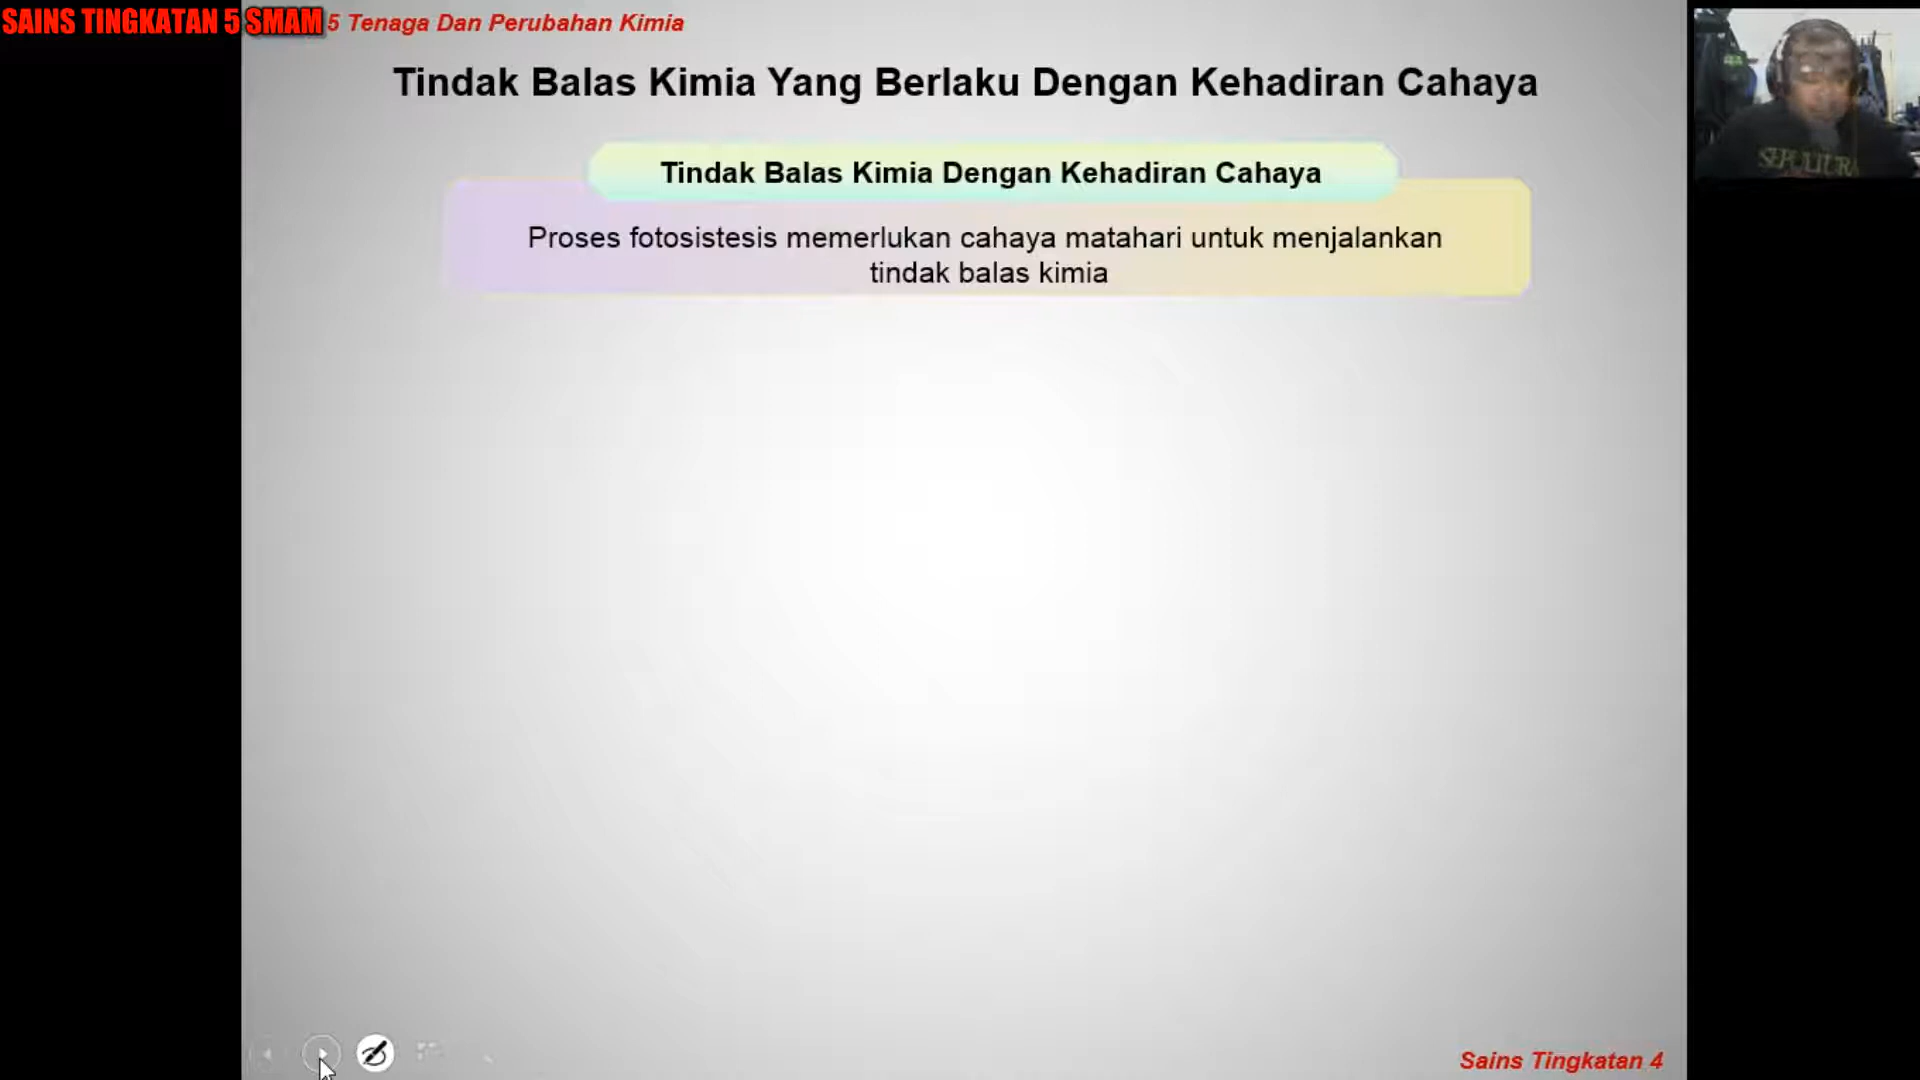 SAINS TINGKATAN 5 SMAM
5 Tenaga Dan Perubahan Kimia
Tindak Balas Kimia Yang Berlaku Dengan Kehadiran Cahaya
Tindak Balas Kimia Dengan Kehadiran Cahaya
Proses fotosistesis memerlukan cahaya matahari untuk menjalankan
tindak balas kimia
SEPULTURA
Sains Tingkatan 4